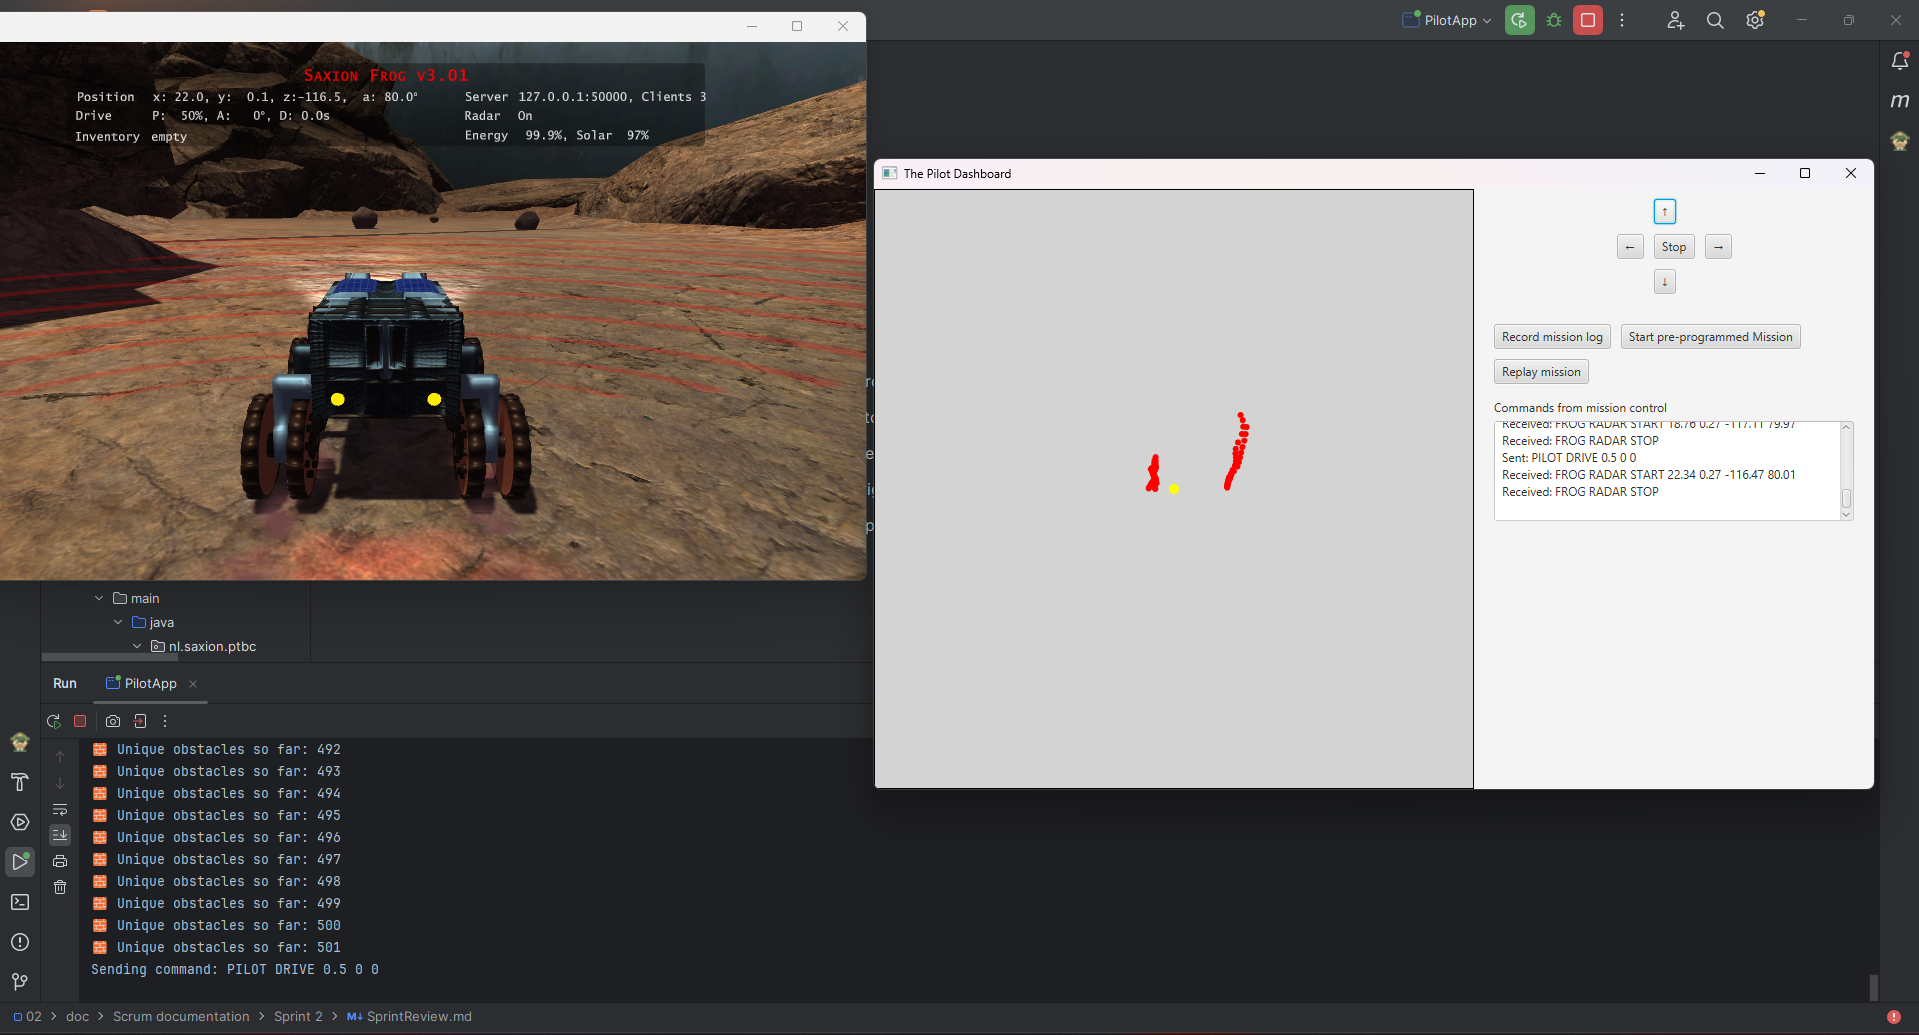 PilotApp
SAXION FROG V3.01
Position x: 22.0, y: 0.1, z:-116.5, a: 80.0°
Server 127.0.0.1:50000, Clients 3
Drive P: 50%, A: 0°, D: 0.0s
Radar On
Inventory empty
Energy 99.9%, Solar 97%
m
The Pilot Dashboard
↑
← Stop →
↓
Record mission log
Start pre-programmed Mission
Replay mission
Commands from mission control
Received: FROG RADAR START 18.76 0.27 -117.11 79.97
Received: FROG RADAR STOP
Sent: PILOT DRIVE 0.5 0 0
Received: FROG RADAR START 22.34 0.27 -116.47 80.01
Received: FROG RADAR STOP
main
java
nl.saxion.ptbc
Run PilotApp
Unique obstacles so far: 492
Unique obstacles so far: 493
Unique obstacles so far: 494
Unique obstacles so far: 495
Unique obstacles so far: 496
Unique obstacles so far: 497
Unique obstacles so far: 498
Unique obstacles so far: 499
Unique obstacles so far: 500
Unique obstacles so far: 501
Sending command: PILOT DRIVE 0.5 0 0
02 > doc > Scrum documentation > Sprint 2 > M↓ SprintReview.md